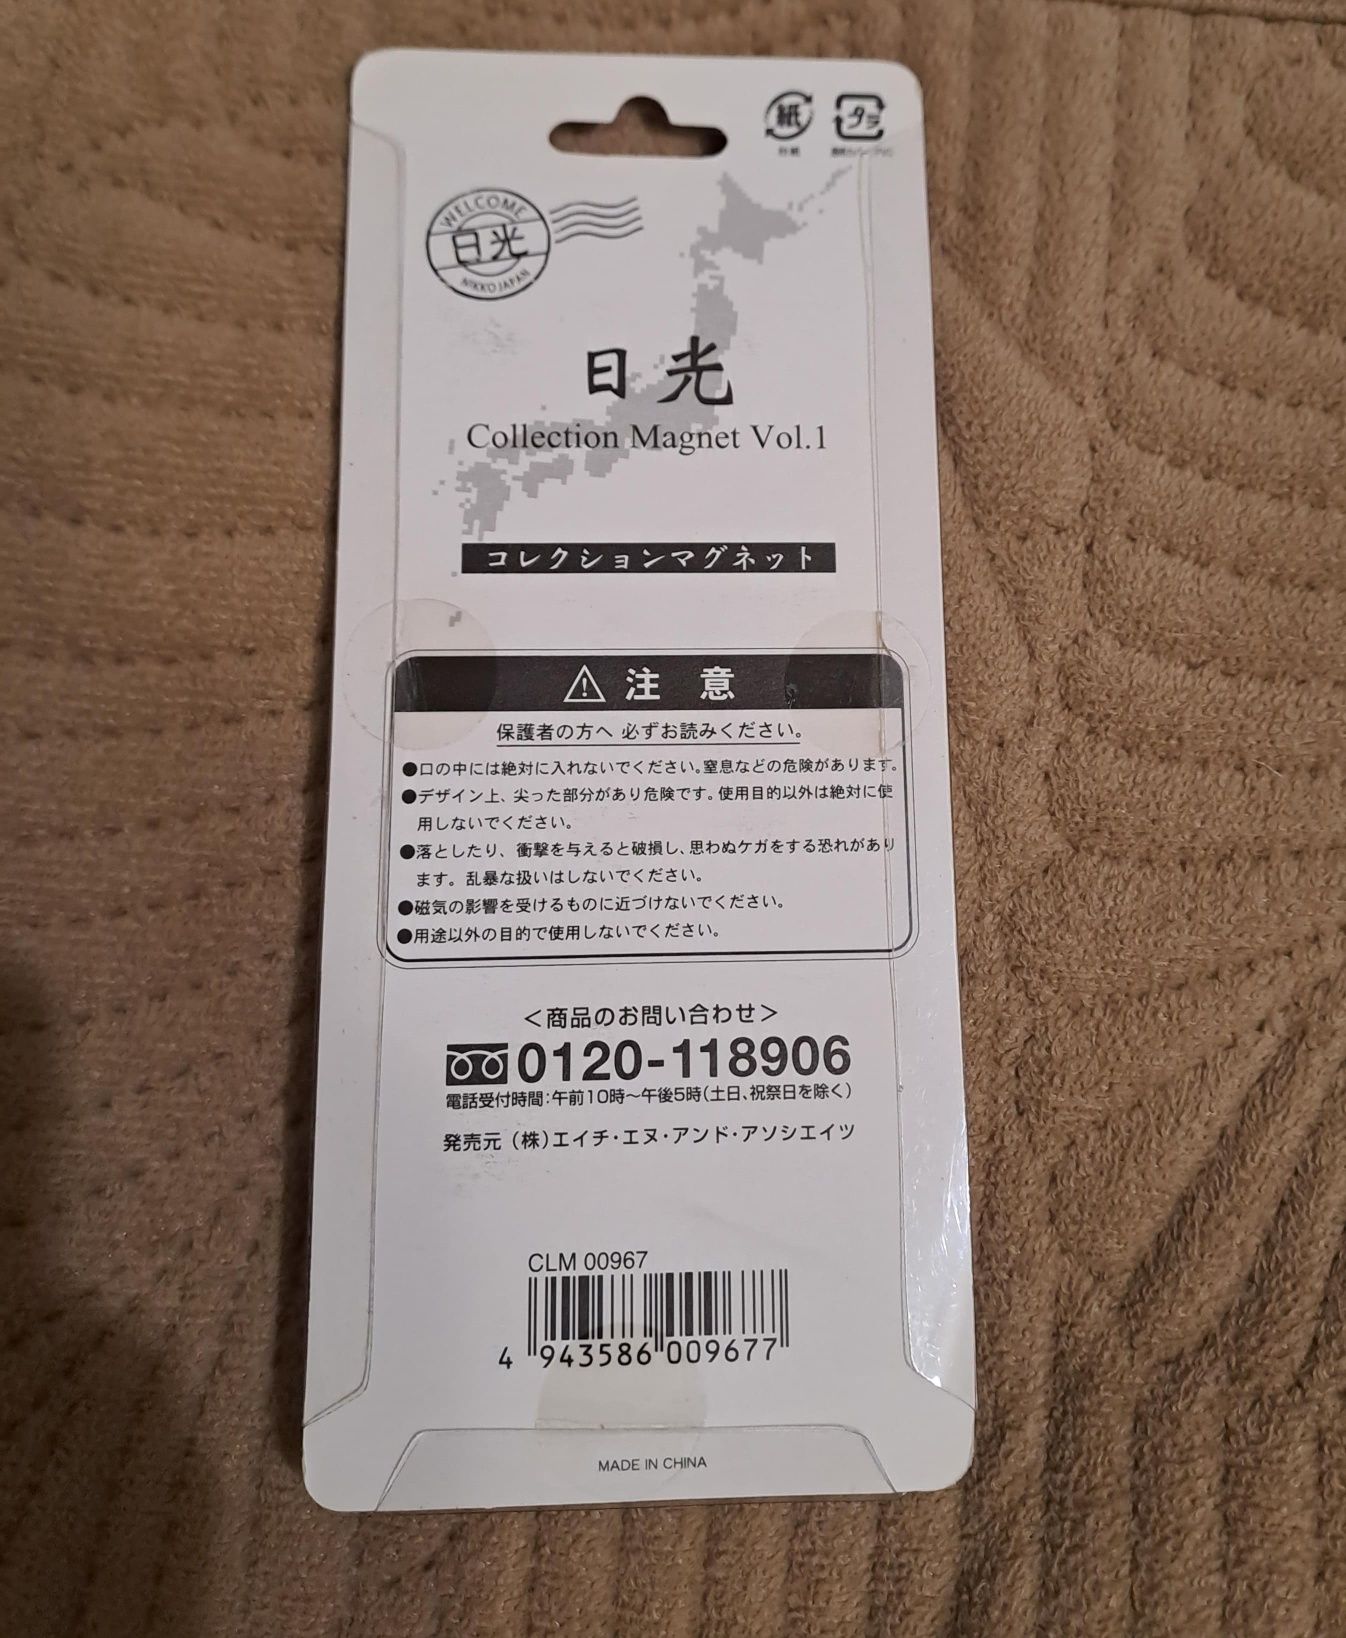 紙
プラ
WELCOME
日光
NIKKO JAPAN
日光
Collection Magnet Vol.1
コレクションマグネット
注 意
保護者の方へ 必ずお読みください。
●口の中には絶対に入れないでください。窒息などの危険があります。
●デザイン上、尖った部分があり危険です。使用目的以外は絶対に使
用しないでください。
●落としたり、衝撃を与えると破損し、思わぬケガをする恐れがあり
ます。乱暴な扱いはしないでください。
●磁気の影響を受けるものに近づけないでください。
●用途以外の目的で使用しないでください。
＜商品のお問い合わせ＞
0120-118906
電話受付時間:午前10時～午後5時(土日、祝祭日を除く)
発売元 (株)エイチ・エヌ・アンド・アソシエイツ
CLM 00967
4 943586 009677
MADE IN CHINA